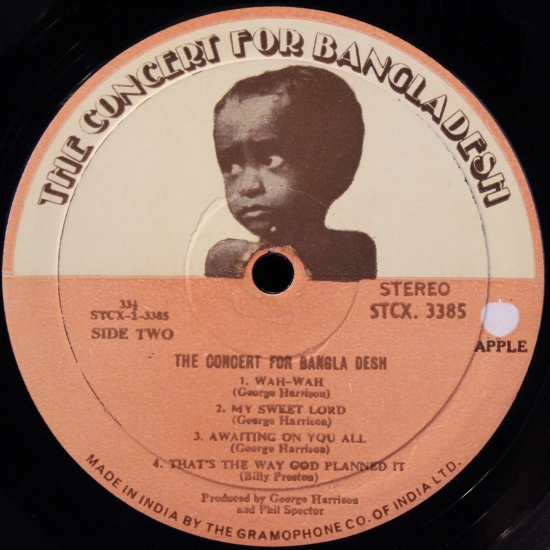 THE CONCERT FOR BANGLADESH
STEREO
33⅓
STCX-2-3385
STCX. 3385
SIDE TWO
APPLE
THE CONCERT FOR BANGLA DESH
1. WAH-WAH
(George Harrison)
2. MY SWEET LORD
(George Harrison)
3. AWAITING ON YOU ALL
(George Harrison)
4. THAT'S THE WAY GOD PLANNED IT
(Billy Preston)
Produced by George Harrison
and Phil Spector
MADE IN INDIA BY THE GRAMOPHONE CO. OF INDIA LTD.